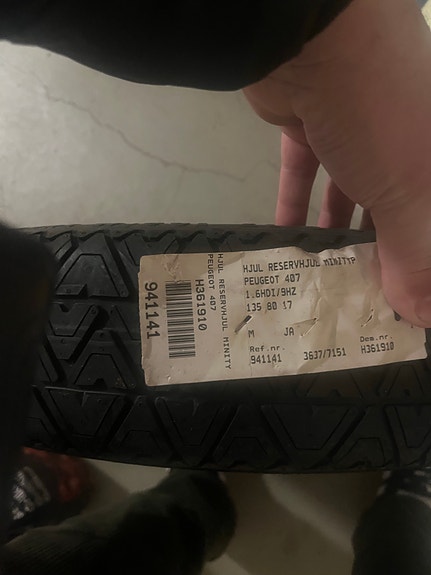 941141
H361910
PEUGEOT 407
HJUL RESERVHJUL MINITY
HJUL RESERVHJUL MINITYP
PEUGEOT 407
1.6HDI/9HZ
135 80 17
M JA
Ref.nr. Dem.nr.
941141 3637/7151 H361910